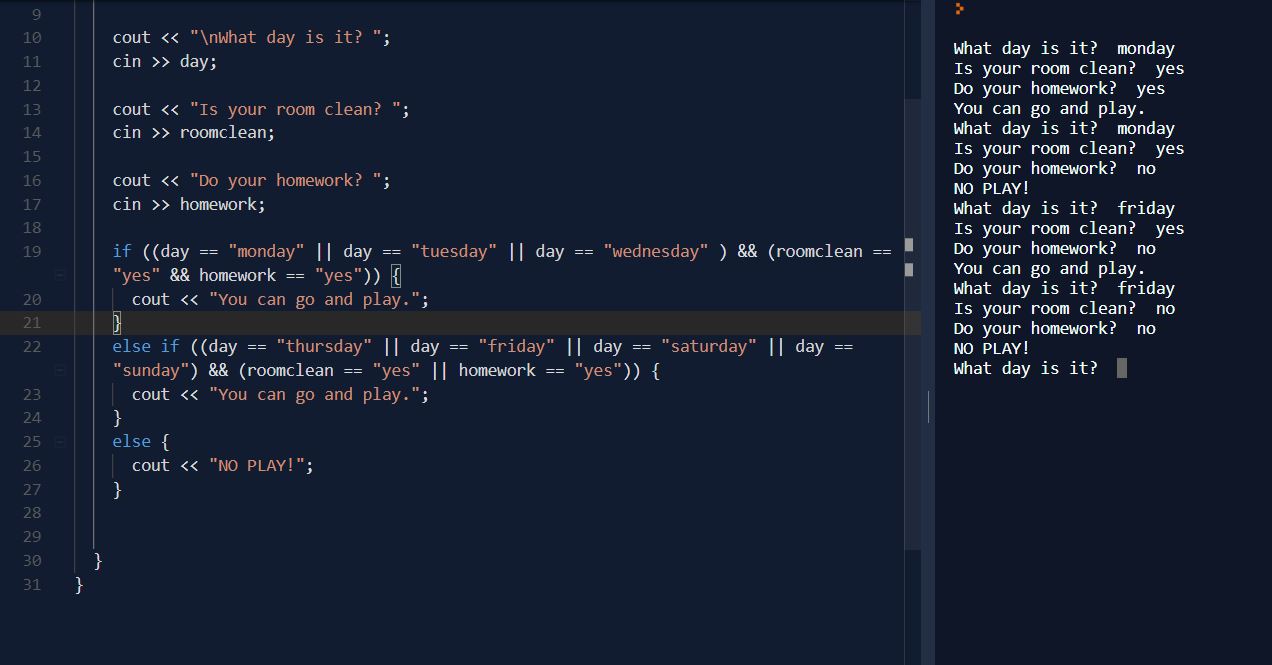 9
10 cout << "\nWhat day is it? ";
11 cin >> day;
12
13 cout << "Is your room clean? ";
14 cin >> roomclean;
15
16 cout << "Do your homework? ";
17 cin >> homework;
18
19 if ((day == "monday" || day == "tuesday" || day == "wednesday" ) && (roomclean ==
"yes" && homework == "yes")) {
20 cout << "You can go and play.";
21 }
22 else if ((day == "thursday" || day == "friday" || day == "saturday" || day ==
"sunday") && (roomclean == "yes" || homework == "yes")) {
23 cout << "You can go and play.";
24 }
25 else {
26 cout << "NO PLAY!";
27 }
28
29
30 }
31 }
>
What day is it?  monday
Is your room clean?  yes
Do your homework?  yes
You can go and play.
What day is it?  monday
Is your room clean?  yes
Do your homework?  no
NO PLAY!
What day is it?  friday
Is your room clean?  yes
Do your homework?  no
You can go and play.
What day is it?  friday
Is your room clean?  no
Do your homework?  no
NO PLAY!
What day is it?